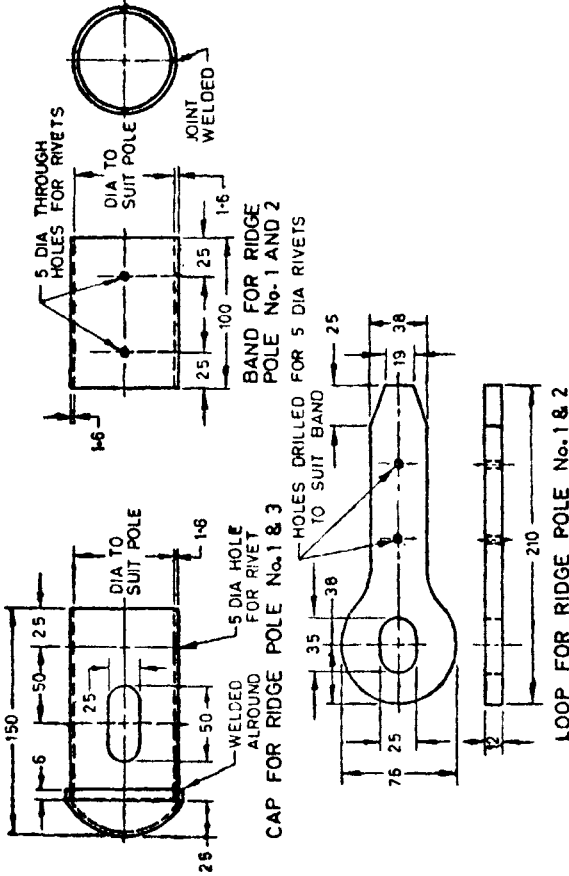 150
6
50
25
25
25
50
DIA TO
SUIT POLE
1·6
WELDED
ALROUND
5 DIA HOLE
FOR RIVET
CAP FOR RIDGE POLE No.1 & 3
5 DIA THROUGH
HOLES FOR RIVETS
1·6
DIA TO
SUIT POLE
25
25
100
1·6
JOINT
WELDED
BAND FOR RIDGE
POLE No·1 AND 2
HOLES DRILLED FOR 5 DIA RIVETS
TO SUIT BAND
38
35
25
76
25
19
38
210
LOOP FOR RIDGE POLE No.1 & 2